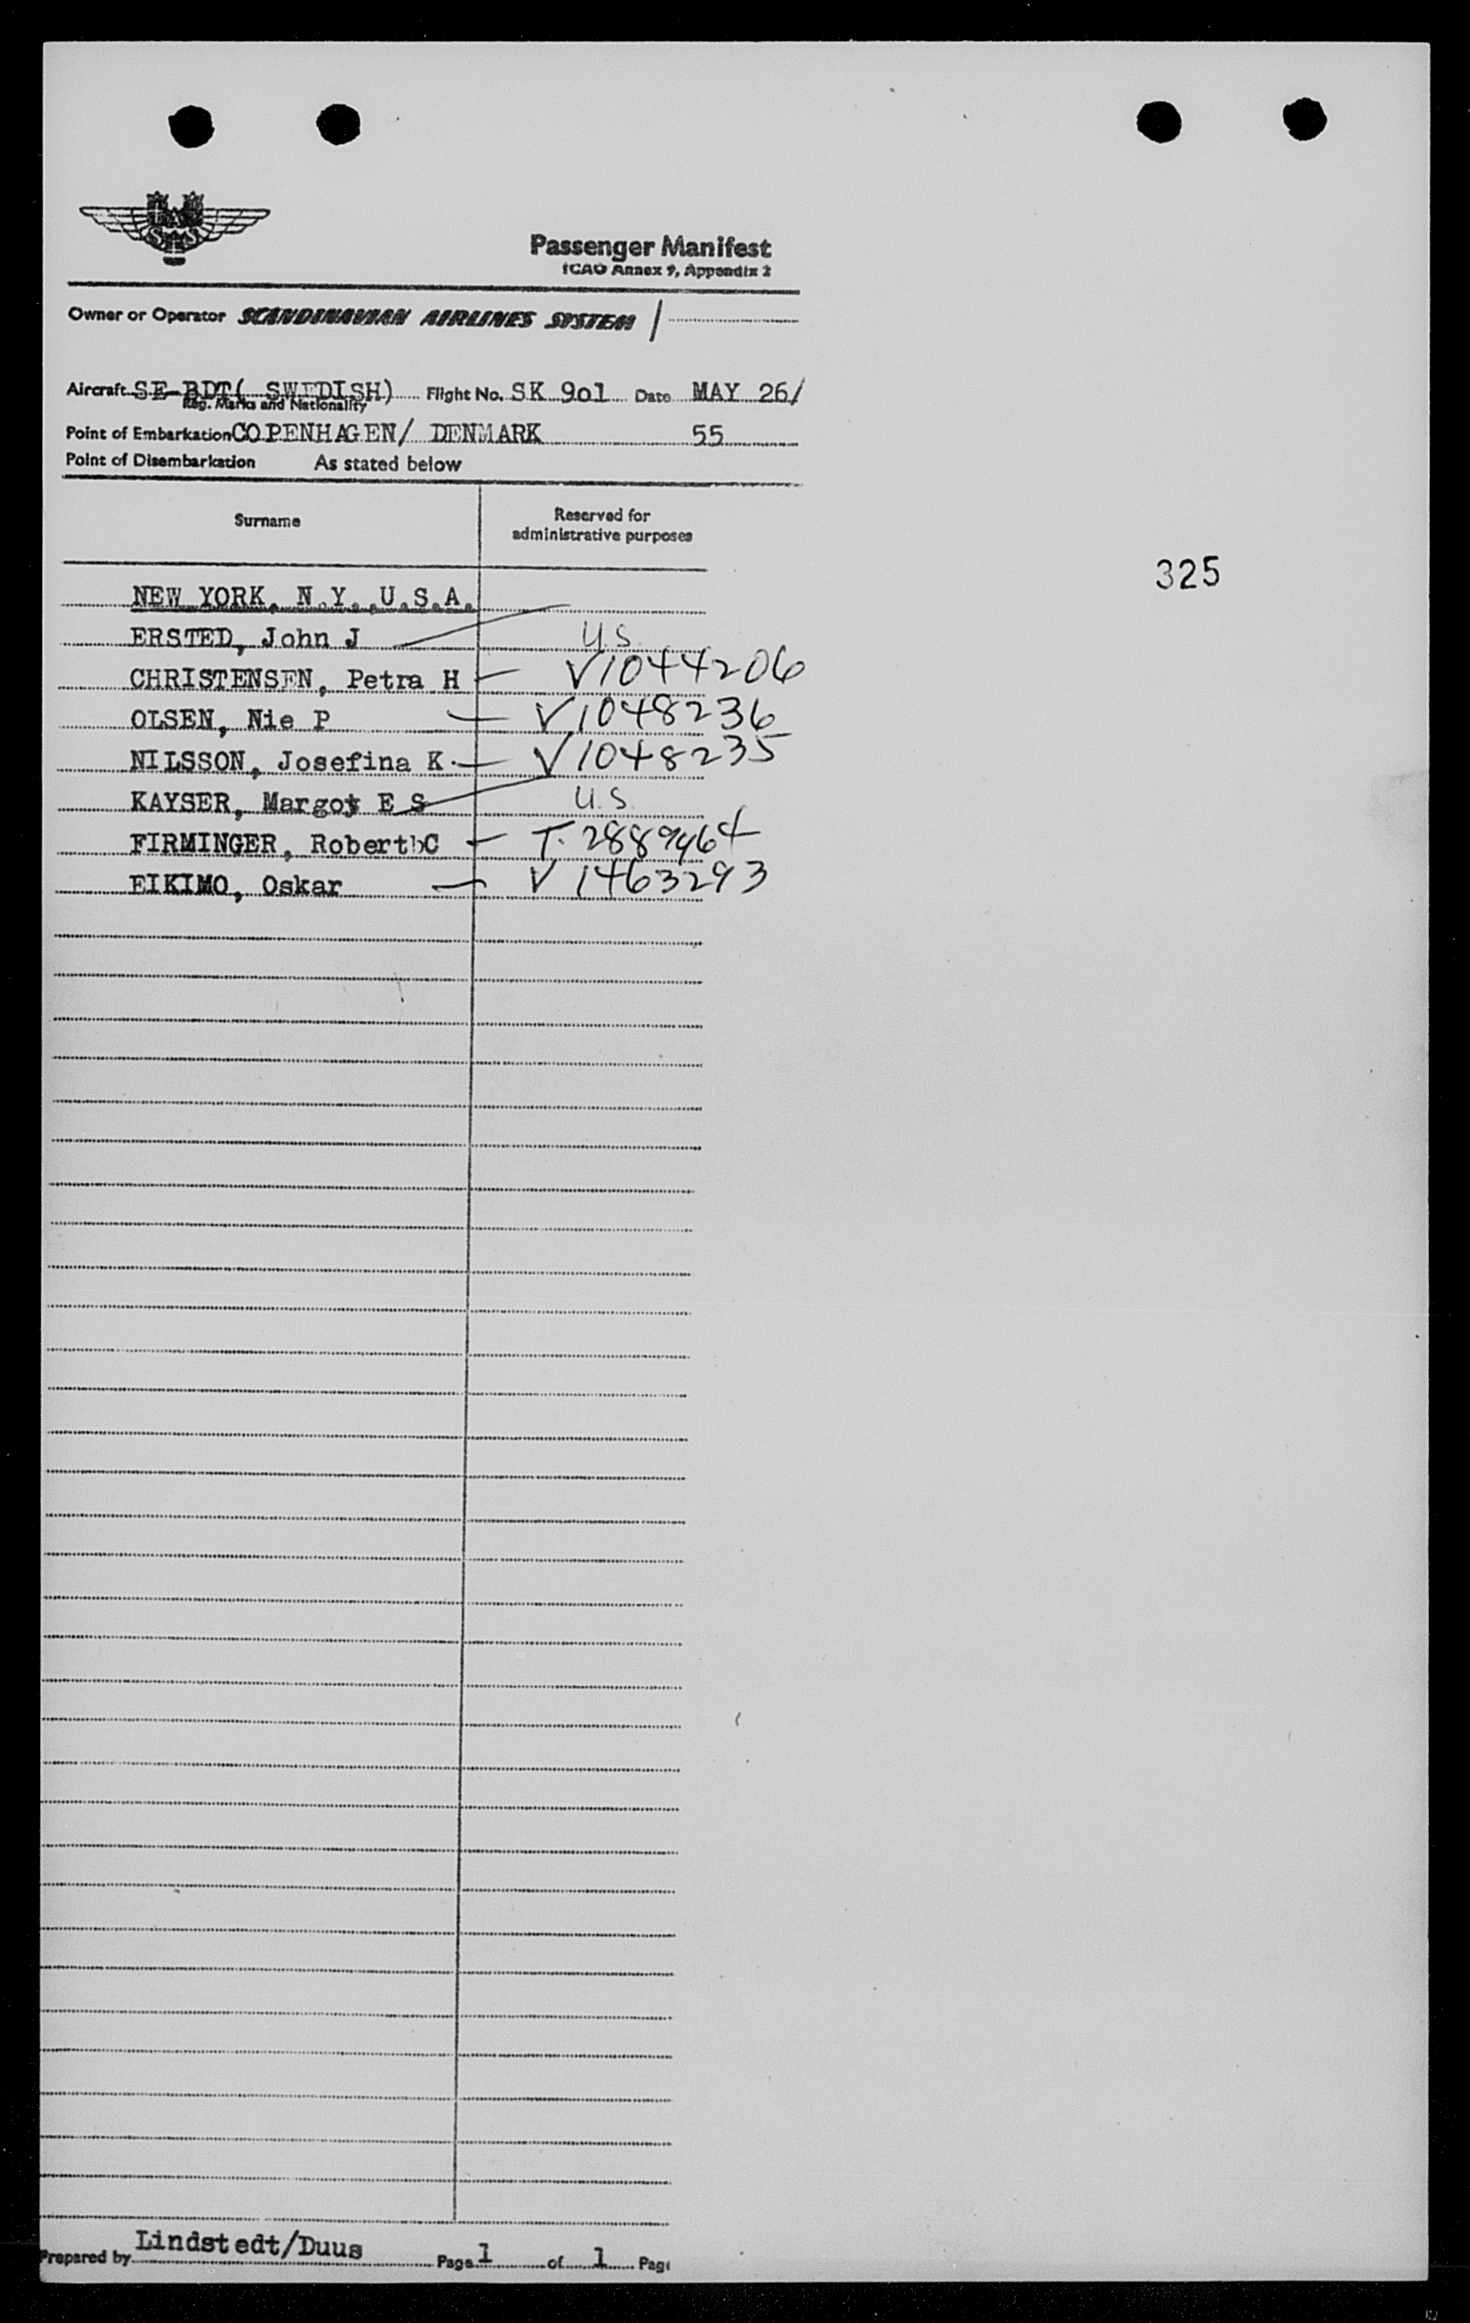 SAS
Passenger Manifest
ICAO Annex 9, Appendix 2
Owner or Operator SCANDINAVIAN AIRLINES SYSTEM /
Aircraft SE-BDT( SWEDISH) Flight No. SK 9o1 Date MAY 26/
Reg. Marks and Nationality
Point of Embarkation COPENHAGEN/ DENMARK 55
Point of Disembarkation As stated below
Surname
Reserved for
administrative purposes
325
NEW YORK, N.Y.,U.S.A.
ERSTED, John J U.S.
CHRISTENSEN, Petra H V1044206
OLSEN, Nie P V1048236
NILSSON, Josefina K. V1048235
KAYSER, Margot E S U.S.
FIRMINGER, Robert C T. 2889464
EIKIMO, Oskar V 1463293
Prepared by Lindstedt/Duus Page 1 of 1 Page